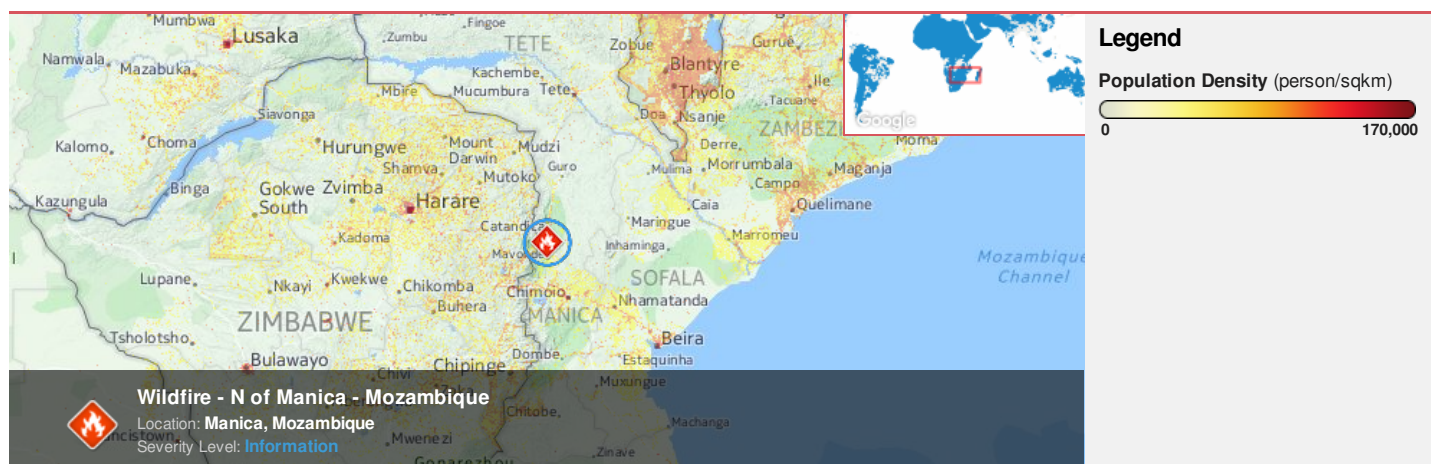 Mumbwa
Lusaka
Fingoe
Zumbu
TETE
Zobue
Gurue
Namwala
Mazabuka
Kachembe
Blantyre
Ile
Mbire
Mucumbura
Tete
Thyolo
Tacuane
Siavonga
Doa
Nsanje
ZAMBEZI
Google
Kalomo
Choma
Hurungwe
Mount
Darwin
Mudzi
Derre
Morrumbala
Moma
Shamva
Guro
Mulima
Maganja
Binga
Gokwe
South
Zvimba
Mutoko
Campo
Kazungula
Harare
Caia
Quelimane
Catandica
Maringue
Kadoma
Inhaminga
Marromeu
Mozambique
Channel
Lupane
Nkayi
Kwekwe
Chikomba
Chimoio
SOFALA
Buhera
Nhamatanda
ZIMBABWE
MANICA
Tsholotsho
Beira
Bulawayo
Chipinge
Dombe
Estaquinha
Chivi
Zaka
Muxungue
Chitobe
Machanga
Mwenezi
Zinave
Gonarezhou
Wildfire - N of Manica - Mozambique
Location: Manica, Mozambique
Severity Level: Information
Legend
Population Density (person/sqkm)
0 170,000